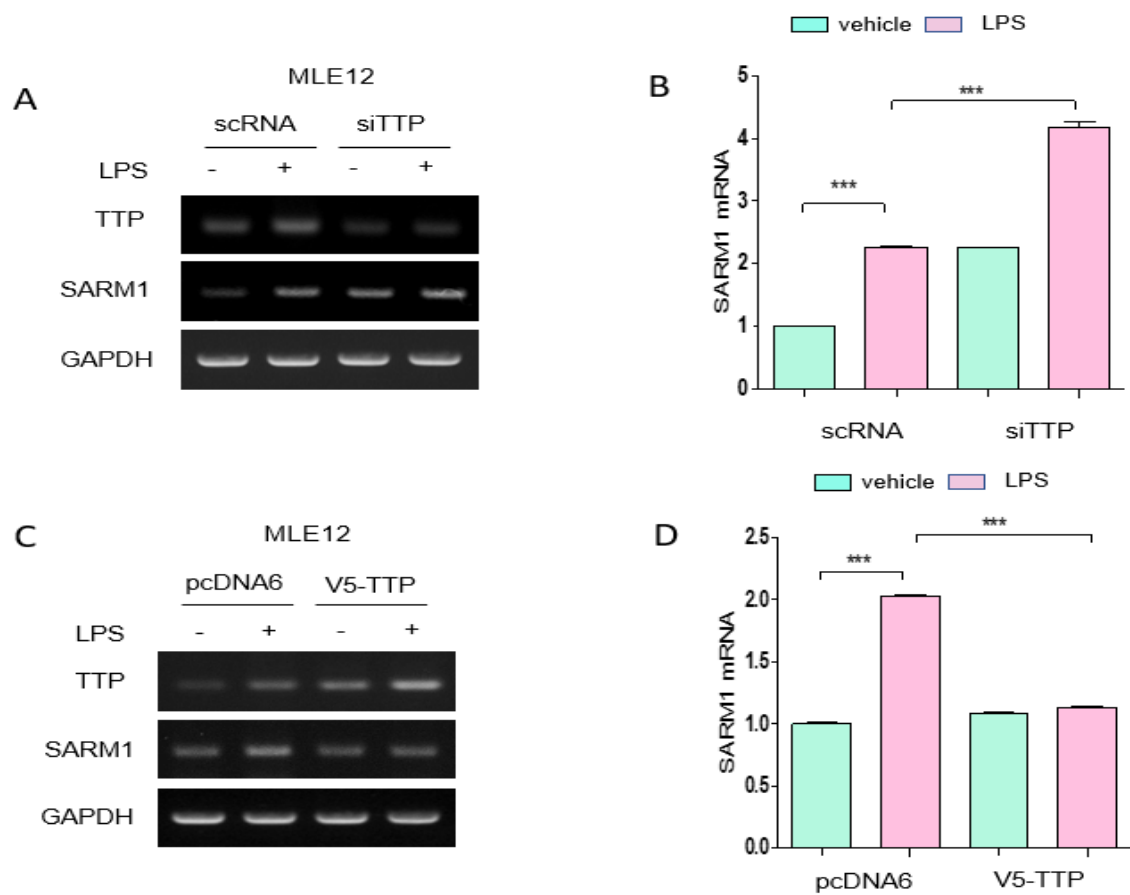 vehicle LPS
A
MLE12
scRNA siTTP
LPS - + - +
TTP
SARM1
GAPDH
B
SARM1 mRNA
5
4
3
2
1
0
***
***
scRNA siTTP
vehicle LPS
C
MLE12
pcDNA6 V5-TTP
LPS - + - +
TTP
SARM1
GAPDH
D
SARM1 mRNA
2.5
2.0
1.5
1.0
0.5
0.0
***
***
pcDNA6 V5-TTP